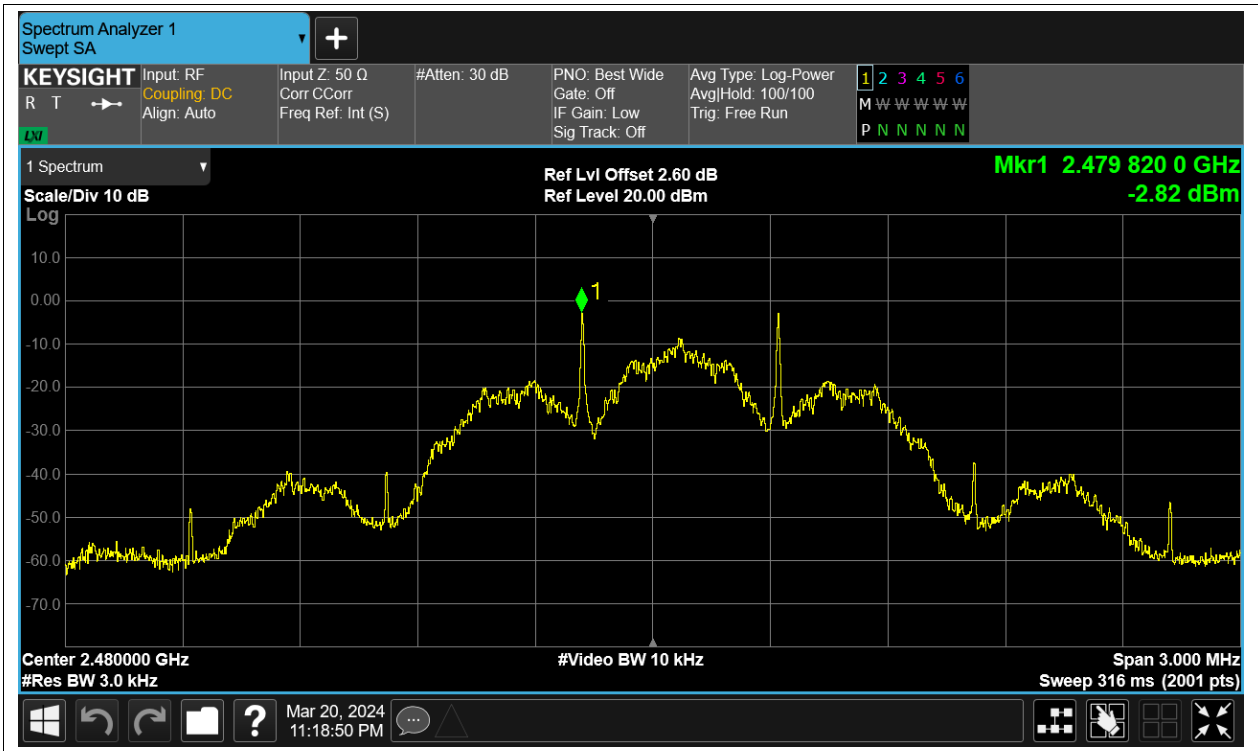 Spectrum Analyzer 1
Swept SA
KEYSIGHT
R T
LXI
Input: RF
Coupling: DC
Align: Auto
Input Z: 50 Ω
Corr CCorr
Freq Ref: Int (S)
#Atten: 30 dB
PNO: Best Wide
Gate: Off
IF Gain: Low
Sig Track: Off
Avg Type: Log-Power
Avg|Hold: 100/100
Trig: Free Run
1 2 3 4 5 6
M W W W W W
P N N N N N
1 Spectrum
Scale/Div 10 dB
Log
Ref Lvl Offset 2.60 dB
Ref Level 20.00 dBm
Mkr1 2.479 820 0 GHz
-2.82 dBm
10.0
0.00
-10.0
-20.0
-30.0
-40.0
-50.0
-60.0
-70.0
1
Center 2.480000 GHz
#Res BW 3.0 kHz
#Video BW 10 kHz
Span 3.000 MHz
Sweep 316 ms (2001 pts)
?
Mar 20, 2024
11:18:50 PM